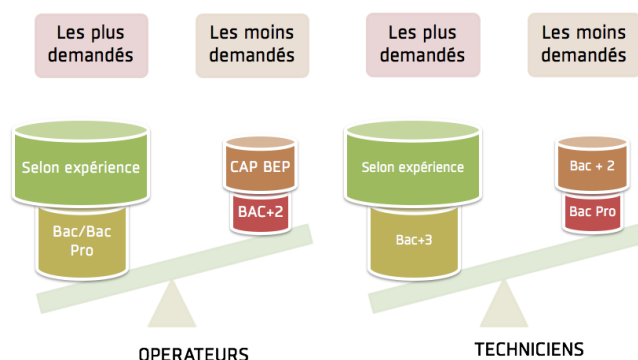 Les plus
demandés
Les moins
demandés
Les plus
demandés
Les moins
demandés
Selon expérience
CAP BEP
BAC+2
Bac/Bac
Pro
Selon expérience
Bac + 2
Bac Pro
Bac+3
OPERATEURS
TECHNICIENS